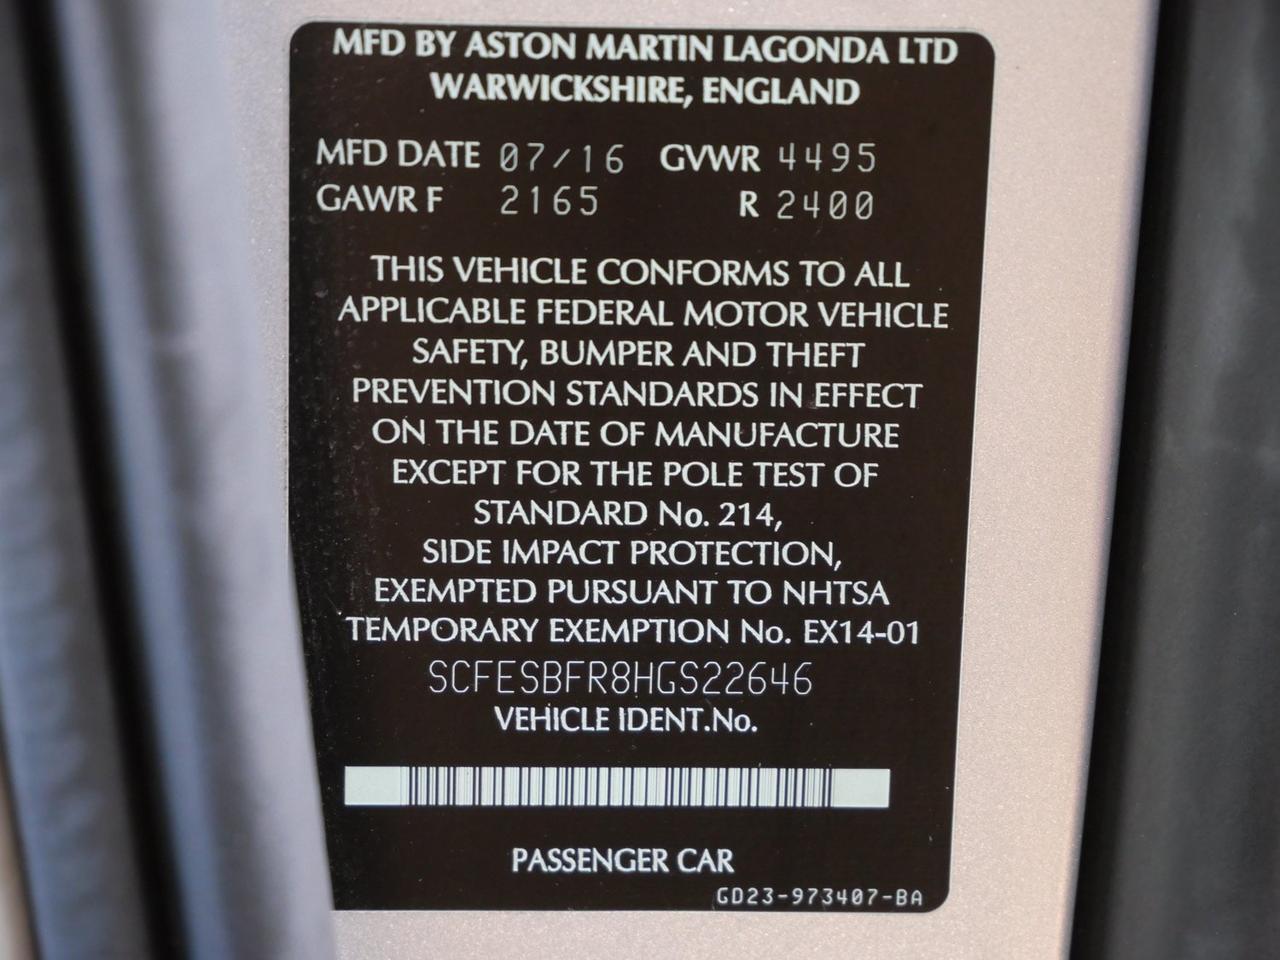 MFD BY ASTON MARTIN LAGONDA LTD
WARWICKSHIRE, ENGLAND
MFD DATE 07/16 GVWR 4495
GAWR F 2165 R 2400
THIS VEHICLE CONFORMS TO ALL
APPLICABLE FEDERAL MOTOR VEHICLE
SAFETY, BUMPER AND THEFT
PREVENTION STANDARDS IN EFFECT
ON THE DATE OF MANUFACTURE
EXCEPT FOR THE POLE TEST OF
STANDARD No. 214,
SIDE IMPACT PROTECTION,
EXEMPTED PURSUANT TO NHTSA
TEMPORARY EXEMPTION No. EX14-01
SCFESBFR8HGS22646
VEHICLE IDENT.No.
PASSENGER CAR
GD23-973407-BA